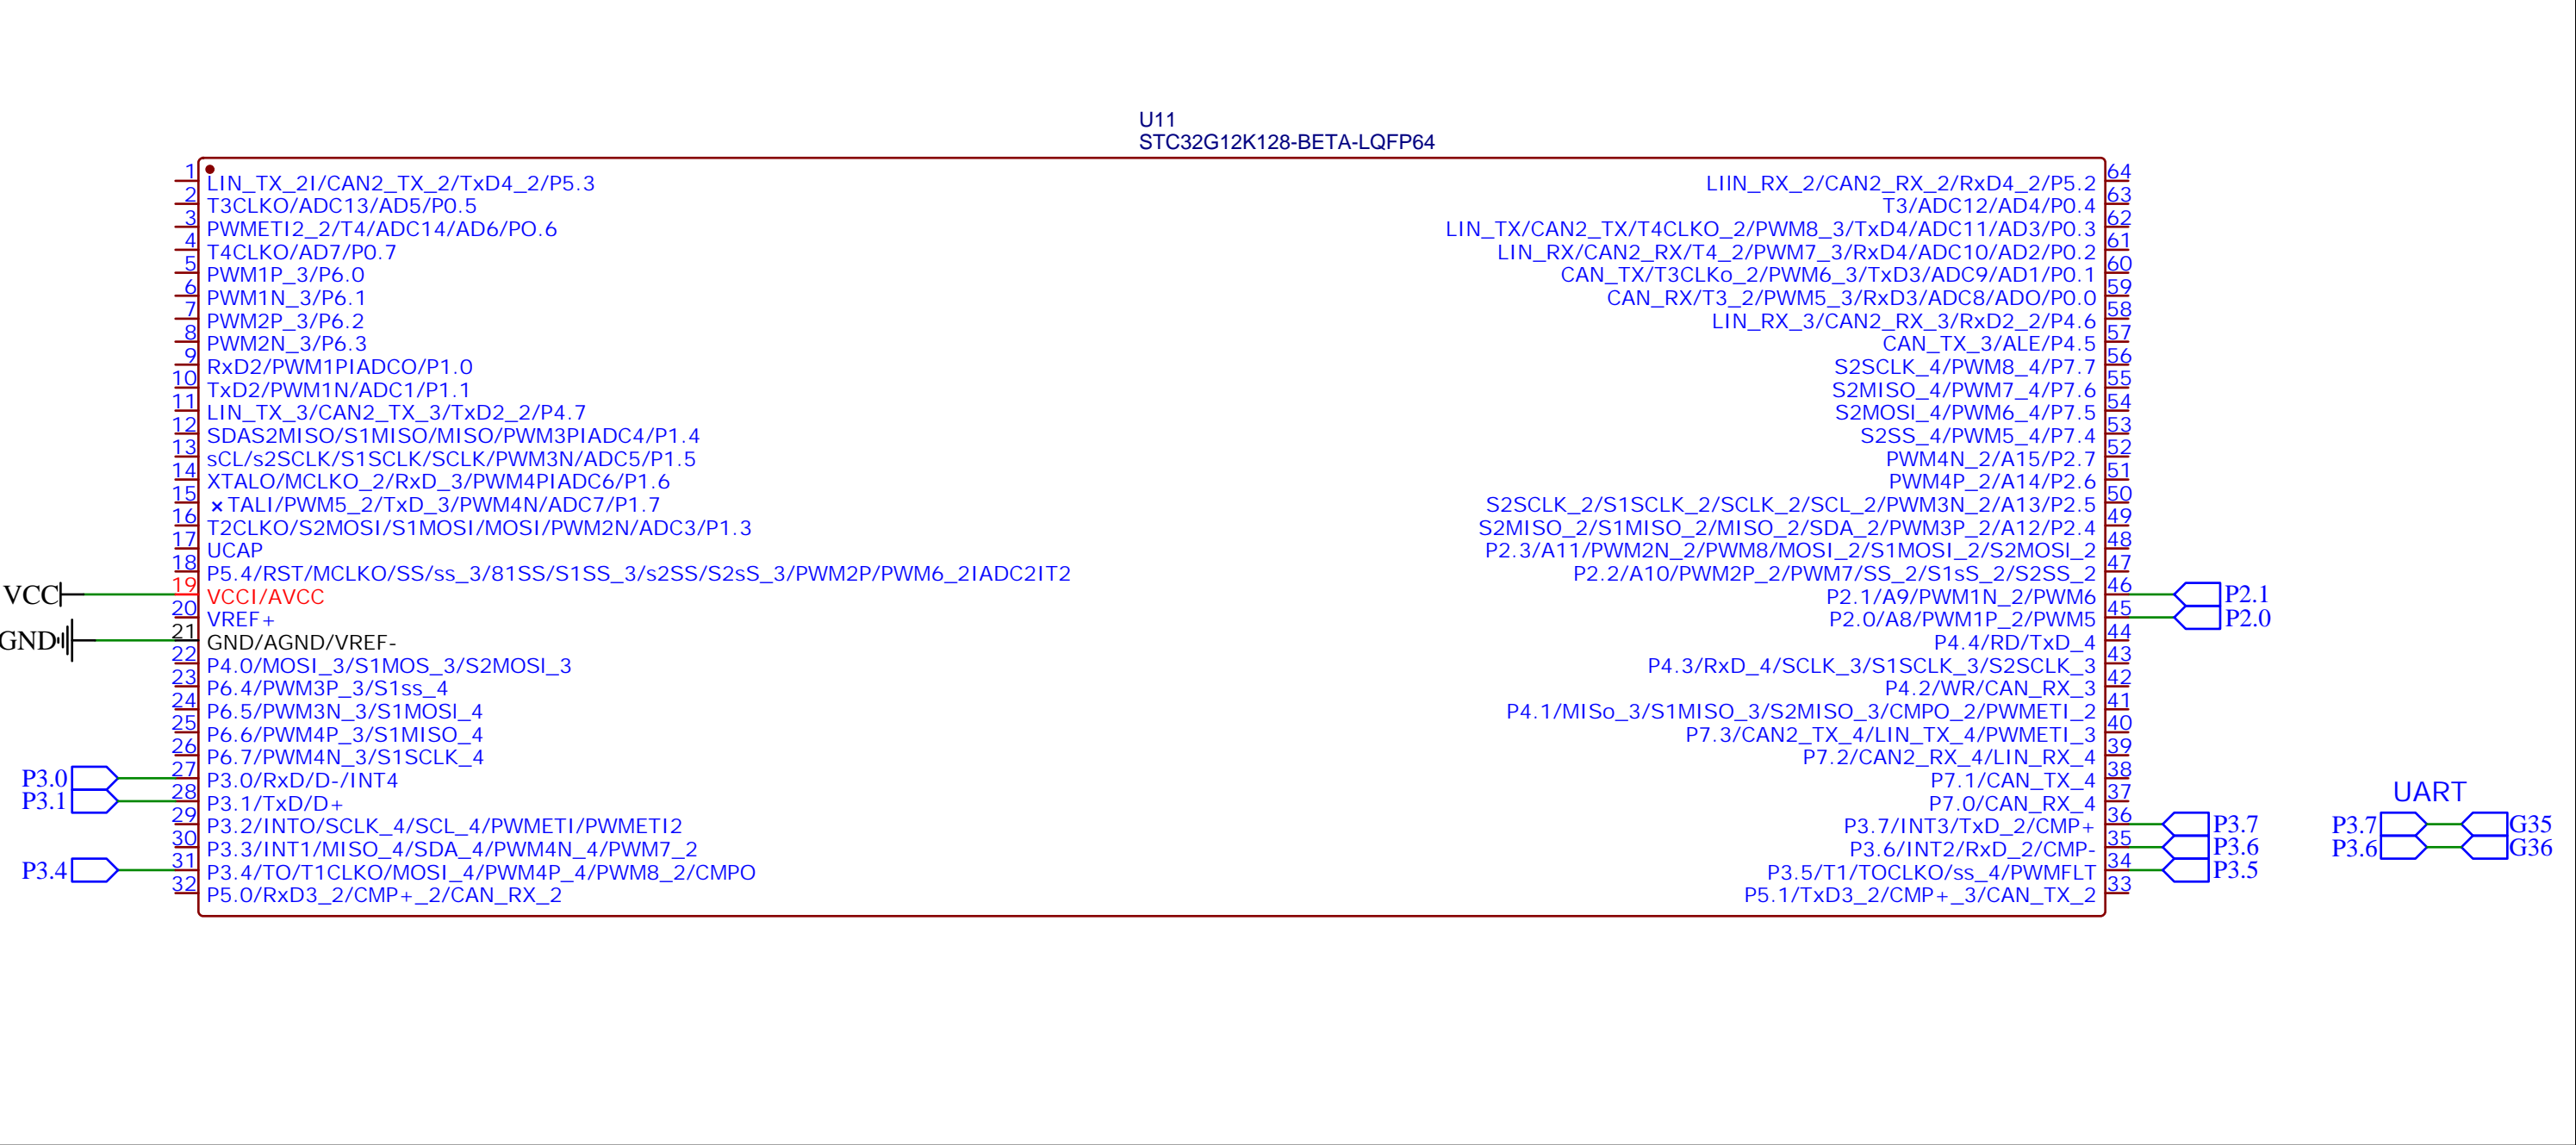 U11
STC32G12K128-BETA-LQFP64
1 LIN_TX_2I/CAN2_TX_2/TxD4_2/P5.3
2 T3CLKO/ADC13/AD5/P0.5
3 PWMETI2_2/T4/ADC14/AD6/PO.6
4 T4CLKO/AD7/P0.7
5 PWM1P_3/P6.0
6 PWM1N_3/P6.1
7 PWM2P_3/P6.2
8 PWM2N_3/P6.3
9 RxD2/PWM1PIADCO/P1.0
10 TxD2/PWM1N/ADC1/P1.1
11 LIN_TX_3/CAN2_TX_3/TxD2_2/P4.7
12 SDAS2MISO/S1MISO/MISO/PWM3PIADC4/P1.4
13 sCL/s2SCLK/S1SCLK/SCLK/PWM3N/ADC5/P1.5
14 XTALO/MCLKO_2/RxD_3/PWM4PIADC6/P1.6
15 ×TALI/PWM5_2/TxD_3/PWM4N/ADC7/P1.7
16 T2CLKO/S2MOSI/S1MOSI/MOSI/PWM2N/ADC3/P1.3
17 UCAP
18 P5.4/RST/MCLKO/SS/ss_3/81SS/S1SS_3/s2SS/S2sS_3/PWM2P/PWM6_2IADC2IT2
VCC 19 VCCI/AVCC
20 VREF+
GND 21 GND/AGND/VREF-
22 P4.0/MOSI_3/S1MOS_3/S2MOSI_3
23 P6.4/PWM3P_3/S1ss_4
24 P6.5/PWM3N_3/S1MOSI_4
25 P6.6/PWM4P_3/S1MISO_4
26 P6.7/PWM4N_3/S1SCLK_4
P3.0 27 P3.0/RxD/D-/INT4
P3.1 28 P3.1/TxD/D+
29 P3.2/INTO/SCLK_4/SCL_4/PWMETI/PWMETI2
30 P3.3/INT1/MISO_4/SDA_4/PWM4N_4/PWM7_2
P3.4 31 P3.4/TO/T1CLKO/MOSI_4/PWM4P_4/PWM8_2/CMPO
32 P5.0/RxD3_2/CMP+_2/CAN_RX_2
LIIN_RX_2/CAN2_RX_2/RxD4_2/P5.2 64
T3/ADC12/AD4/P0.4 63
LIN_TX/CAN2_TX/T4CLKO_2/PWM8_3/TxD4/ADC11/AD3/P0.3 62
LIN_RX/CAN2_RX/T4_2/PWM7_3/RxD4/ADC10/AD2/P0.2 61
CAN_TX/T3CLKo_2/PWM6_3/TxD3/ADC9/AD1/P0.1 60
CAN_RX/T3_2/PWM5_3/RxD3/ADC8/ADO/P0.0 59
LIN_RX_3/CAN2_RX_3/RxD2_2/P4.6 58
CAN_TX_3/ALE/P4.5 57
S2SCLK_4/PWM8_4/P7.7 56
S2MISO_4/PWM7_4/P7.6 55
S2MOSI_4/PWM6_4/P7.5 54
S2SS_4/PWM5_4/P7.4 53
PWM4N_2/A15/P2.7 52
PWM4P_2/A14/P2.6 51
S2SCLK_2/S1SCLK_2/SCLK_2/SCL_2/PWM3N_2/A13/P2.5 50
S2MISO_2/S1MISO_2/MISO_2/SDA_2/PWM3P_2/A12/P2.4 49
P2.3/A11/PWM2N_2/PWM8/MOSI_2/S1MOSI_2/S2MOSI_2 48
P2.2/A10/PWM2P_2/PWM7/SS_2/S1sS_2/S2SS_2 47
P2.1/A9/PWM1N_2/PWM6 46 P2.1
P2.0/A8/PWM1P_2/PWM5 45 P2.0
P4.4/RD/TxD_4 44
P4.3/RxD_4/SCLK_3/S1SCLK_3/S2SCLK_3 43
P4.2/WR/CAN_RX_3 42
P4.1/MISo_3/S1MISO_3/S2MISO_3/CMPO_2/PWMETI_2 41
P7.3/CAN2_TX_4/LIN_TX_4/PWMETI_3 40
P7.2/CAN2_RX_4/LIN_RX_4 39
P7.1/CAN_TX_4 38
P7.0/CAN_RX_4 37
P3.7/INT3/TxD_2/CMP+ 36 P3.7
P3.6/INT2/RxD_2/CMP- 35 P3.6
P3.5/T1/TOCLKO/ss_4/PWMFLT 34 P3.5
P5.1/TxD3_2/CMP+_3/CAN_TX_2 33
UART
P3.7 G35
P3.6 G36